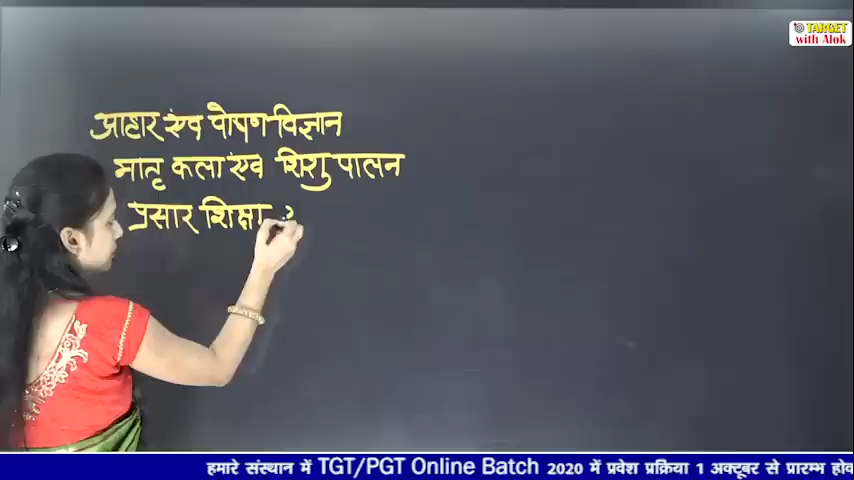 TARGET
with Alok
आहार एवं पोषण विज्ञान
मातृ कला एवं शिशु पालन
प्रसार शिक्षा
हमारे संस्थान में TGT/PGT Online Batch 2020 में प्रवेश प्रक्रिया 1 अक्टूबर से प्रारम्भ होव